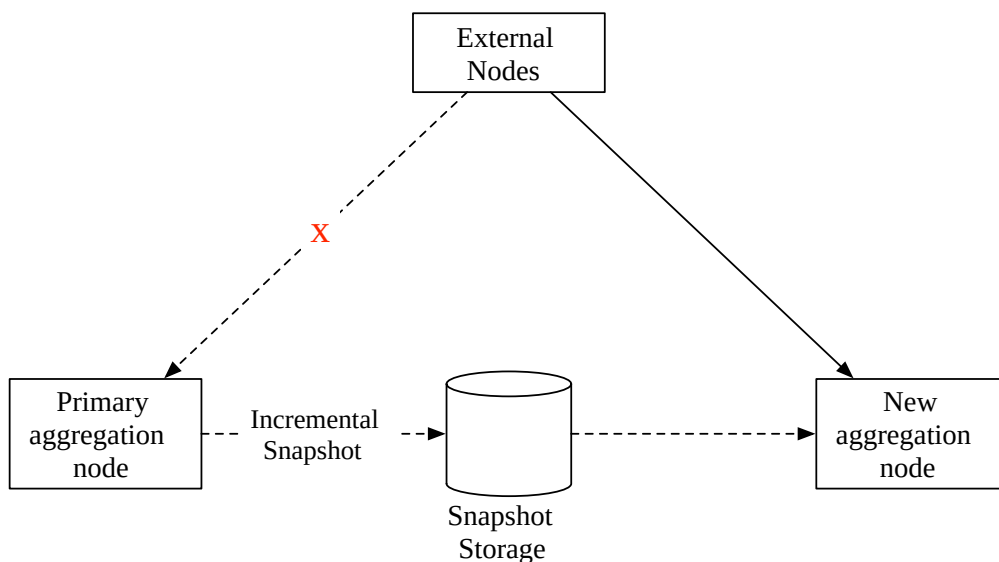 External
Nodes
X
Primary
aggregation
node
Incremental
Snapshot
Snapshot
Storage
New
aggregation
node